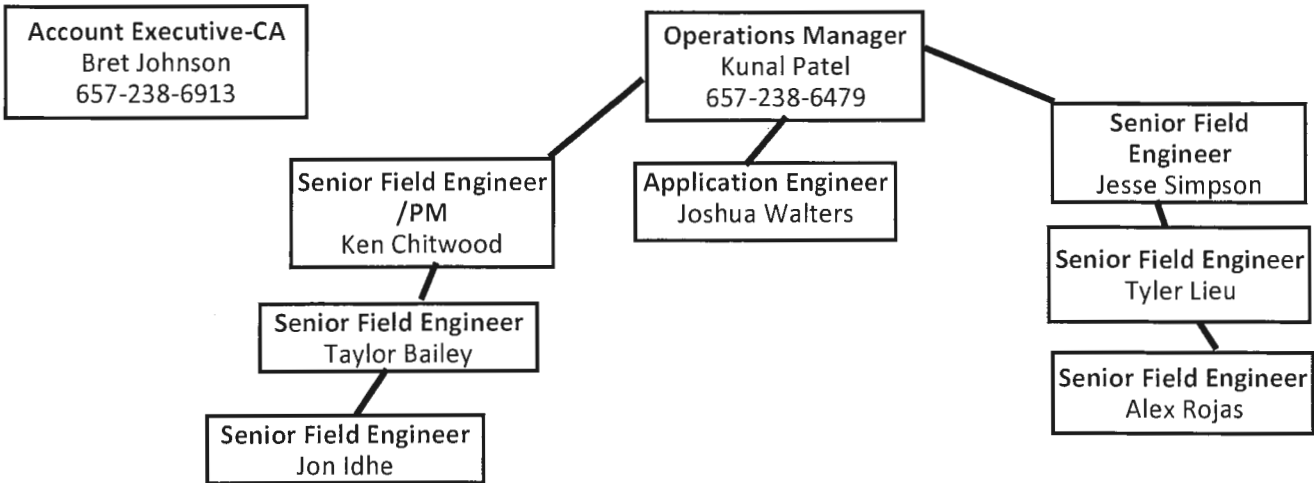 Account Executive-CA
Bret Johnson
657-238-6913
Operations Manager
Kunal Patel
657-238-6479
Senior Field Engineer
/PM
Ken Chitwood
Application Engineer
Joshua Walters
Senior Field
Engineer
Jesse Simpson
Senior Field Engineer
Taylor Bailey
Senior Field Engineer
Tyler Lieu
Senior Field Engineer
Jon Idhe
Senior Field Engineer
Alex Rojas